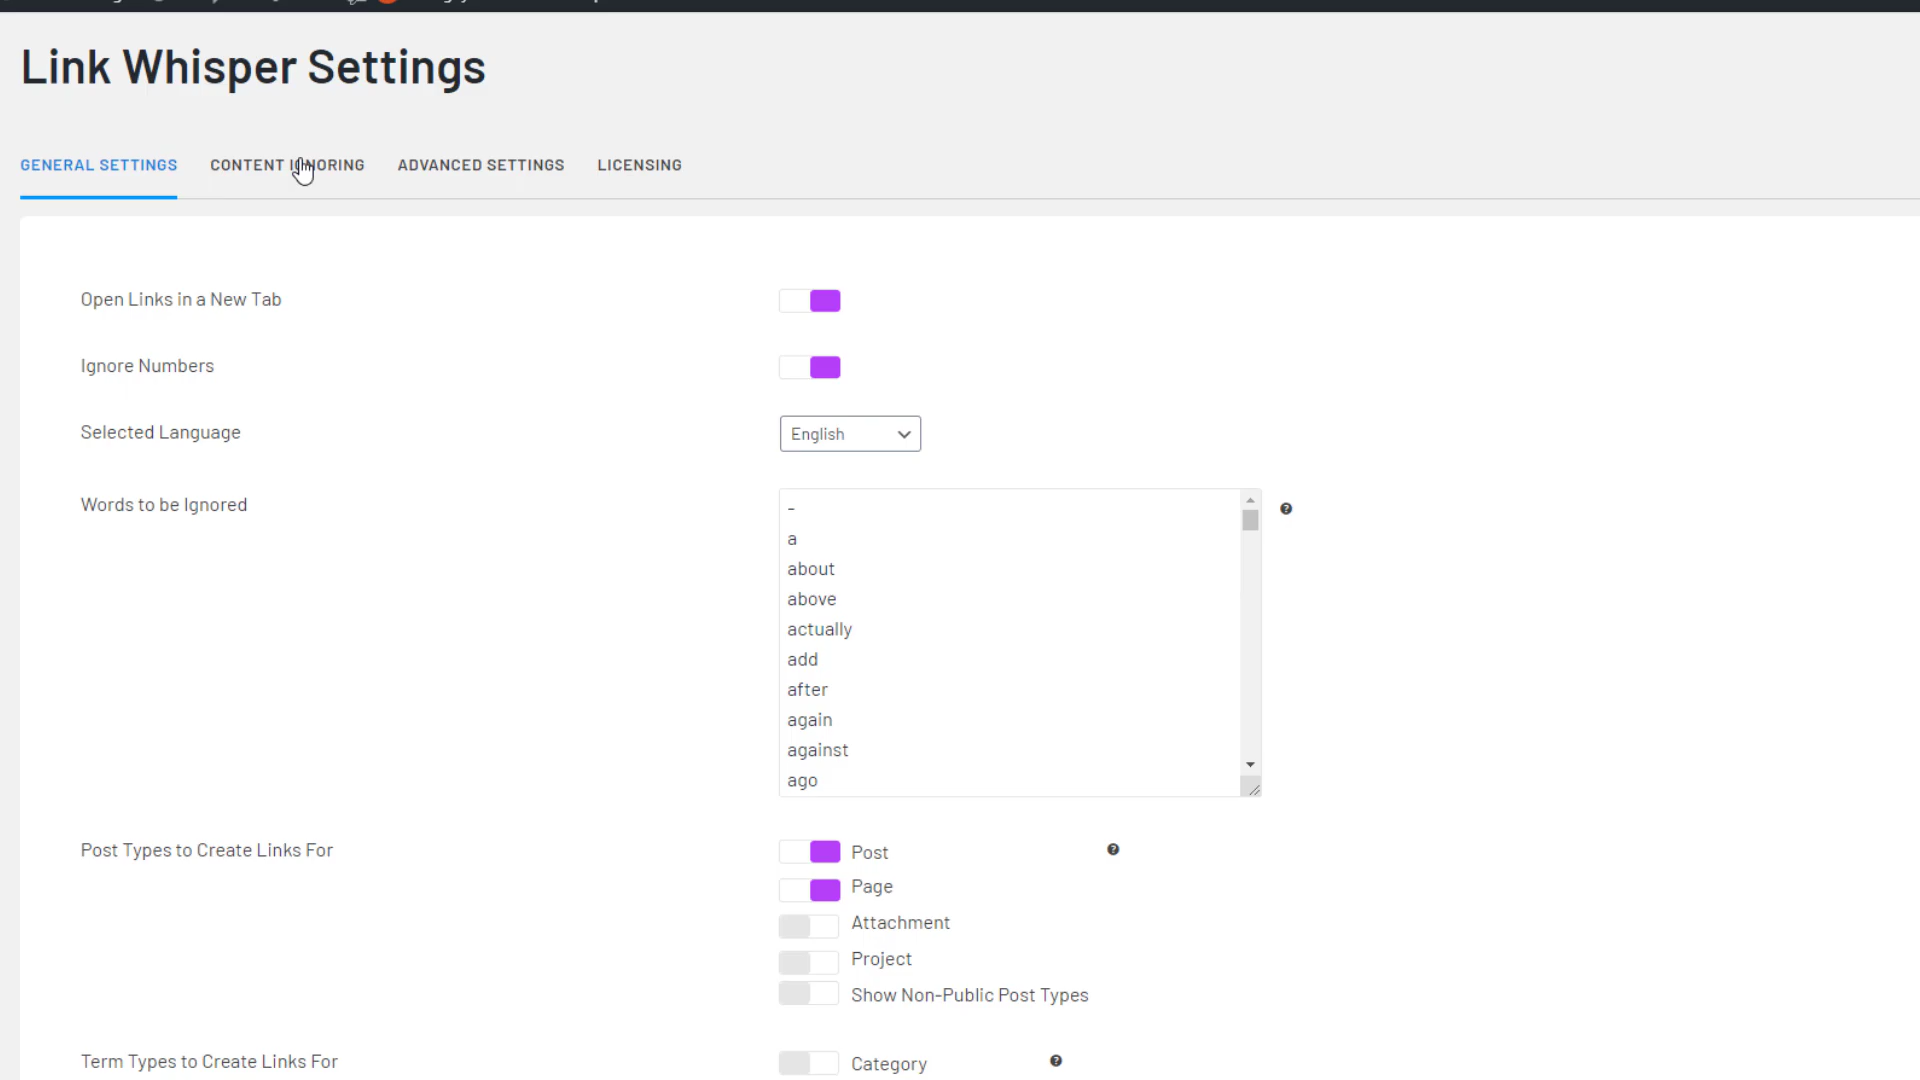 Link Whisper Settings
GENERAL SETTINGS CONTENT IGNORING ADVANCED SETTINGS LICENSING
Open Links in a New Tab
Ignore Numbers
Selected Language English
Words to be Ignored
-
a
about
above
actually
add
after
again
against
ago
Post Types to Create Links For Post
Page
Attachment
Project
Show Non-Public Post Types
Term Types to Create Links For Category